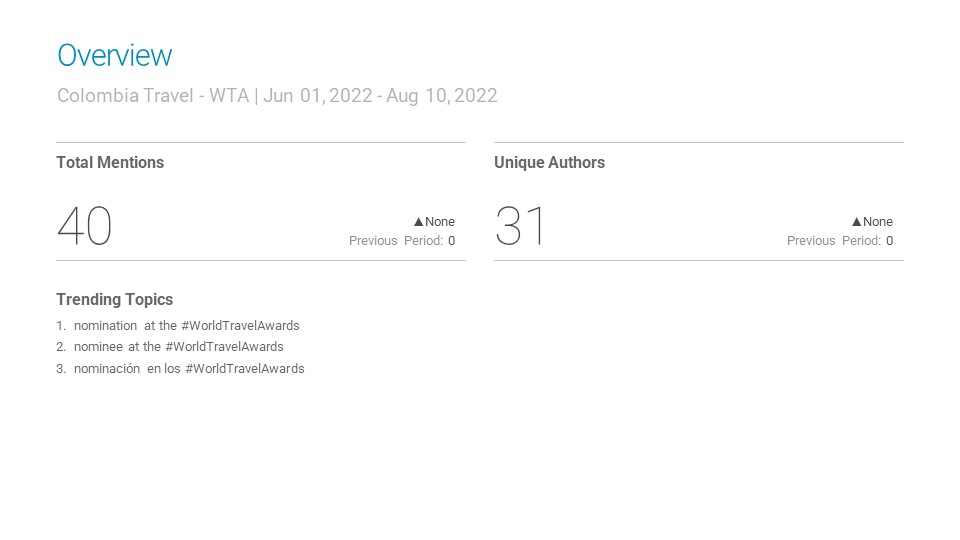 Overview
Colombia Travel - WTA | Jun 01, 2022 - Aug 10, 2022
Total Mentions
40
▲None
Previous Period: 0
Unique Authors
31
▲None
Previous Period: 0
Trending Topics
1. nomination at the #WorldTravelAwards
2. nominee at the #WorldTravelAwards
3. nominación en los #WorldTravelAwards